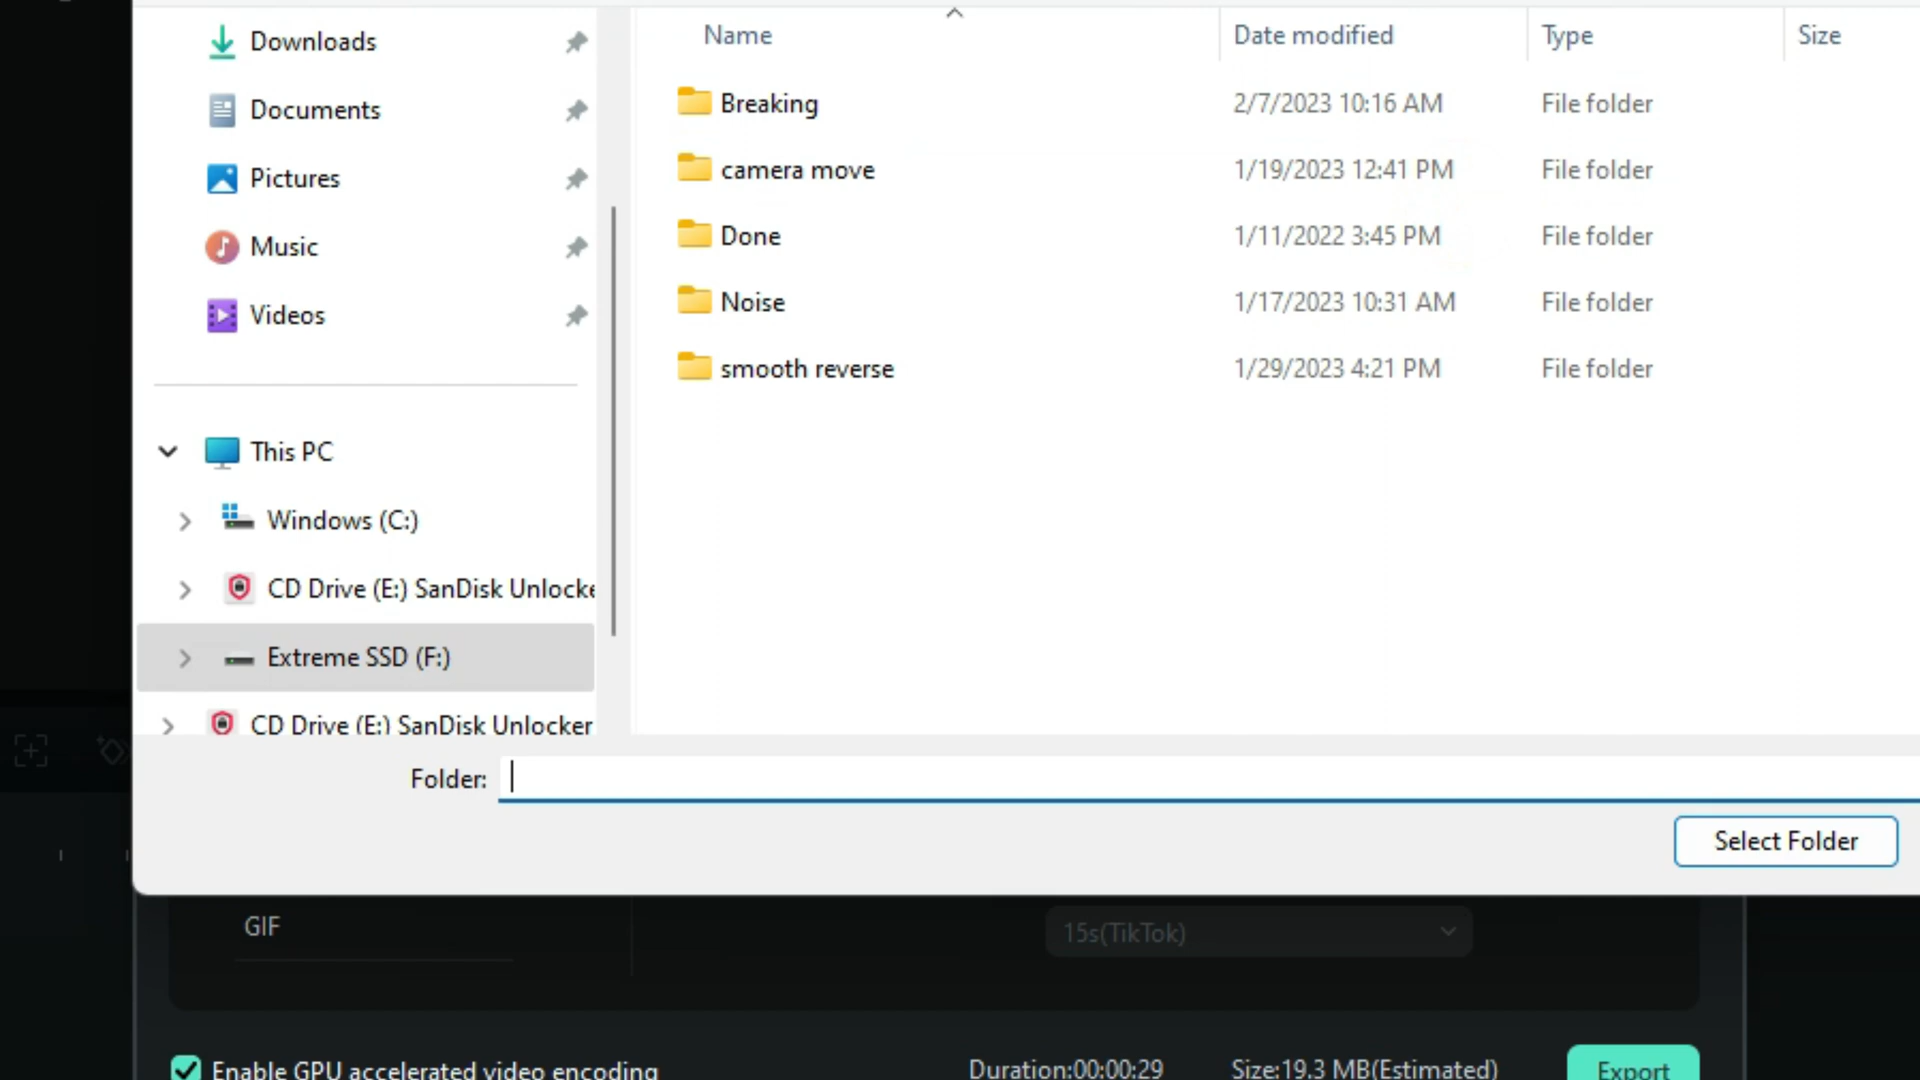 Downloads
Documents
Pictures
Music
Videos
This PC
Windows (C:)
CD Drive (E:) SanDisk Unlocke
Extreme SSD (F:)
CD Drive (E:) SanDisk Unlocker
Name Date modified Type Size
Breaking 2/7/2023 10:16 AM File folder
camera move 1/19/2023 12:41 PM File folder
Done 1/11/2022 3:45 PM File folder
Noise 1/17/2023 10:31 AM File folder
smooth reverse 1/29/2023 4:21 PM File folder
Folder:
Select Folder
GIF
15s(TikTok)
Enable GPU accelerated video encoding Duration:00:00:29 Size:19.3 MB(Estimated) Export